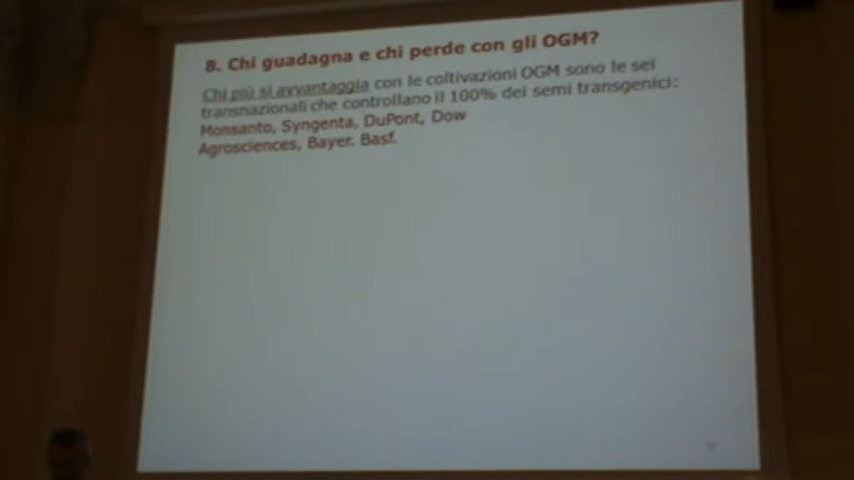 8. Chi guadagna e chi perde con gli OGM?
Chi più si avvantaggia con le coltivazioni OGM sono le sei
transnazionali che controllano il 100% dei semi transgenici:
Monsanto, Syngenta, DuPont, Dow
Agrosciences, Bayer. Basf.